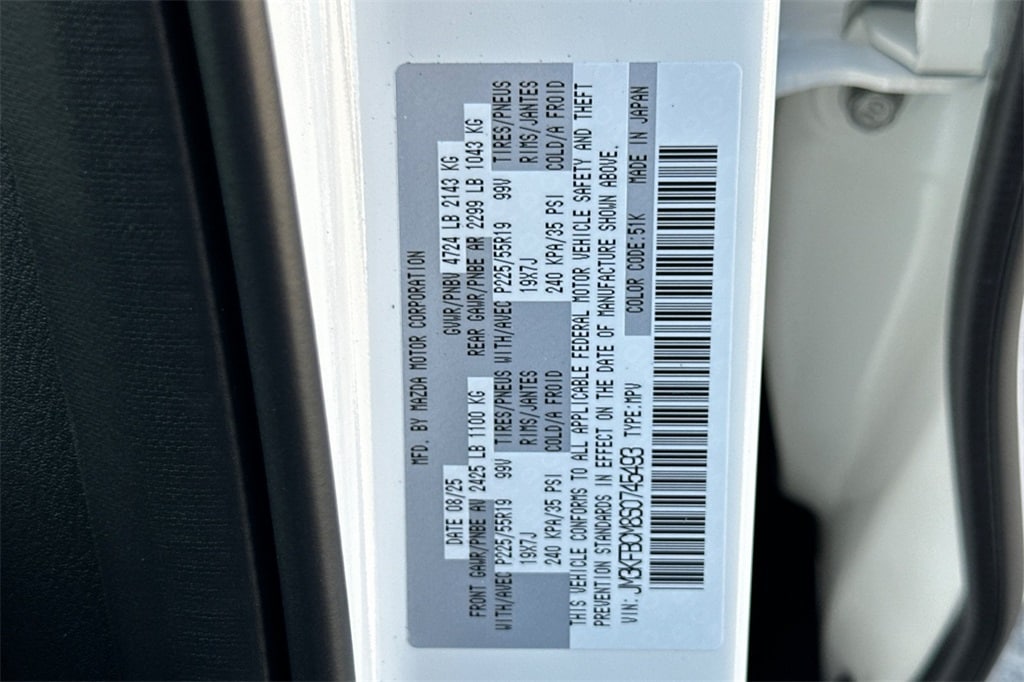 MFD. BY MAZDA MOTOR CORPORATION
DATE 08/25 GVWR/PNBV 4724 LB 2143 KG
FRONT GAWR/PNBE AV 2425 LB 1100 KG REAR GAWR/PNBE AR 2299 LB 1043 KG
WITH/AVEC P225/55R19 99V TIRES/PNEUS WITH/AVEC P225/55R19 99V TIRES/PNEUS
19X7J RIMS/JANTES 19X7J RIMS/JANTES
240 KPA/35 PSI COLD/A FROID 240 KPA/35 PSI COLD/A FROID
THIS VEHICLE CONFORMS TO ALL APPLICABLE FEDERAL MOTOR VEHICLE SAFETY AND THEFT
PREVENTION STANDARDS IN EFFECT ON THE DATE OF MANUFACTURE SHOWN ABOVE.
VIN: JM3KFBCM8S0745493 TYPE:MPV COLOR CODE:51K MADE IN JAPAN